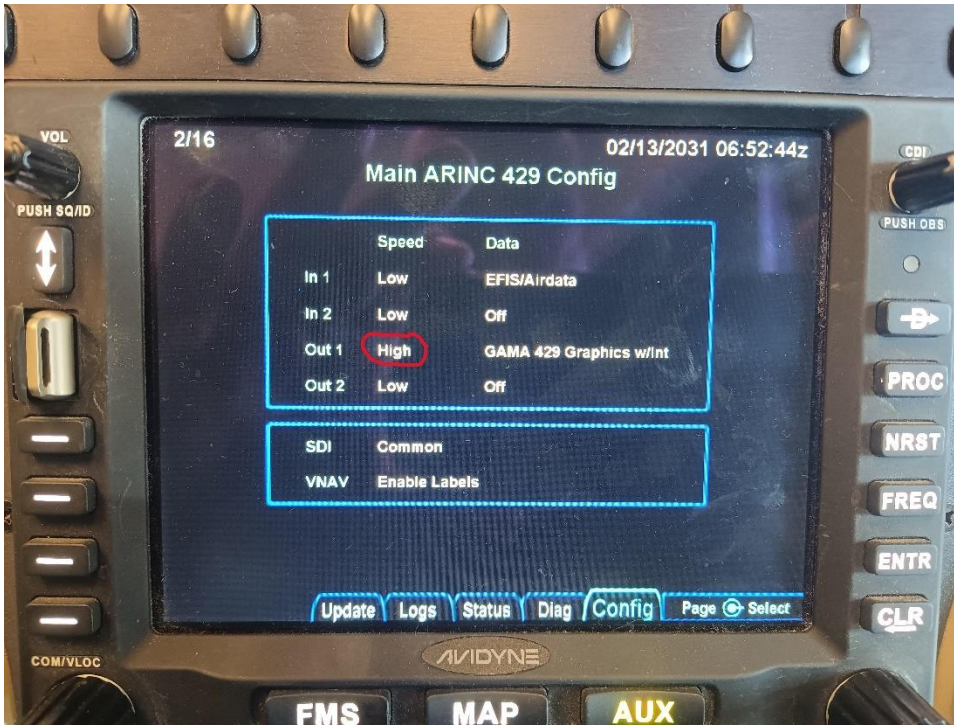 VOL
PUSH SQ/ID
COM/VLOC
2/16
02/13/2031 06:52:44z
Main ARINC 429 Config
Speed Data
In 1 Low EFIS/Airdata
In 2 Low Off
Out 1 High GAMA 429 Graphics w/Int
Out 2 Low Off
SDI Common
VNAV Enable Labels
Update Logs Status Diag Config Page Select
AVIDYNE
FMS MAP AUX
CDI
PUSH OBS
D
PROC
NRST
FREQ
ENTR
CLR